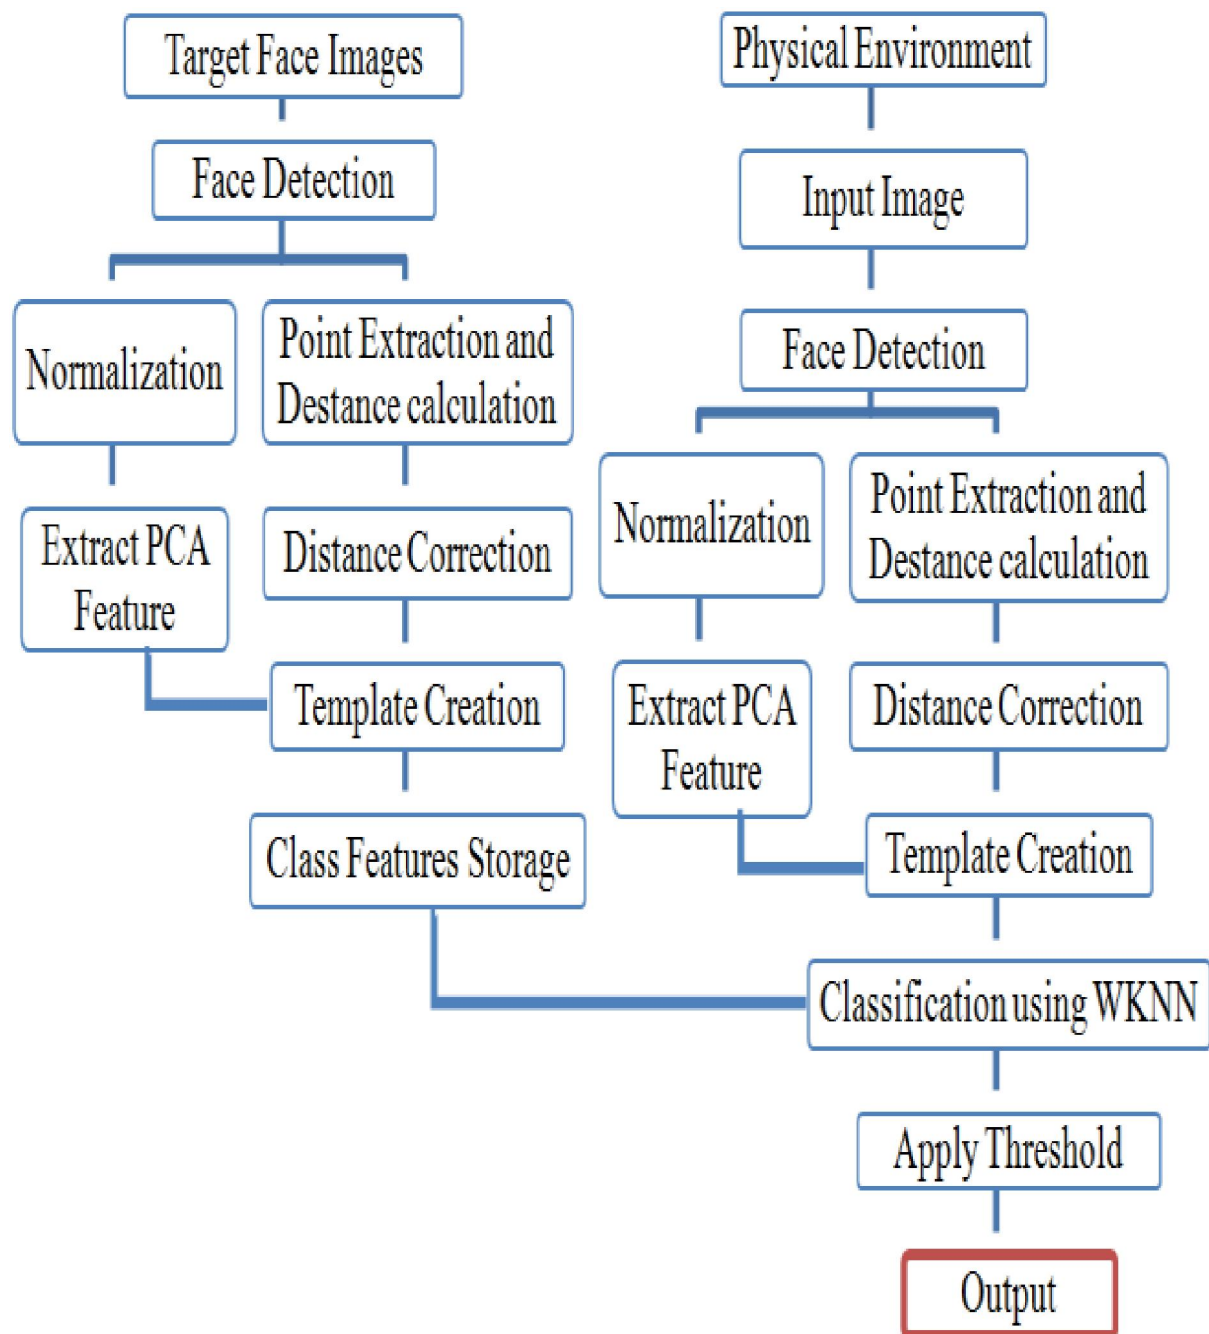 Target Face Images
Face Detection
Normalization
Point Extraction and
Destance calculation
Extract PCA
Feature
Distance Correction
Template Creation
Class Features Storage
Physical Environment
Input Image
Face Detection
Normalization
Point Extraction and
Destance calculation
Extract PCA
Feature
Distance Correction
Template Creation
Classification using WKNN
Apply Threshold
Output